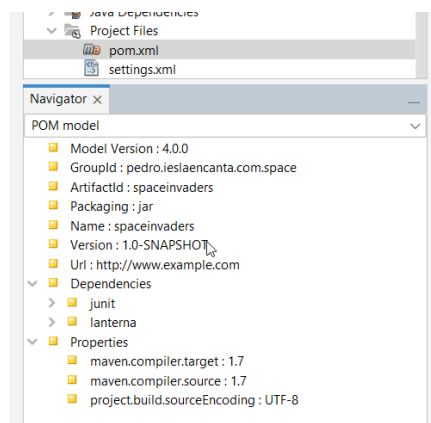 Java Dependencies
Project Files
pom.xml
settings.xml
Navigator ×
POM model
Model Version : 4.0.0
GroupId : pedro.ieslaencanta.com.space
ArtifactId : spaceinvaders
Packaging : jar
Name : spaceinvaders
Version : 1.0-SNAPSHOT
Url : http://www.example.com
Dependencies
junit
lanterna
Properties
maven.compiler.target : 1.7
maven.compiler.source : 1.7
project.build.sourceEncoding : UTF-8